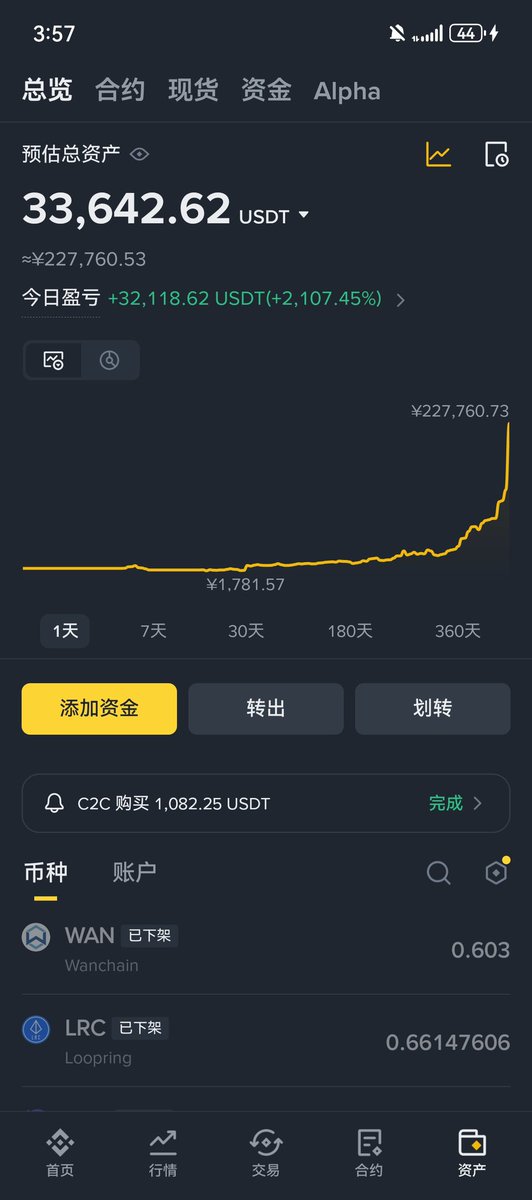 3:57 44
总览 合约 现货 资金 Alpha
预估总资产
33,642.62 USDT
≈¥227,760.53
今日盈亏 +32,118.62 USDT(+2,107.45%)
¥227,760.73
¥1,781.57
1天 7天 30天 180天 360天
添加资金 转出 划转
C2C 购买 1,082.25 USDT 完成
币种 账户
WAN 已下架 0.603
Wanchain
LRC 已下架 0.66147606
Loopring
首页 行情 交易 合约 资产